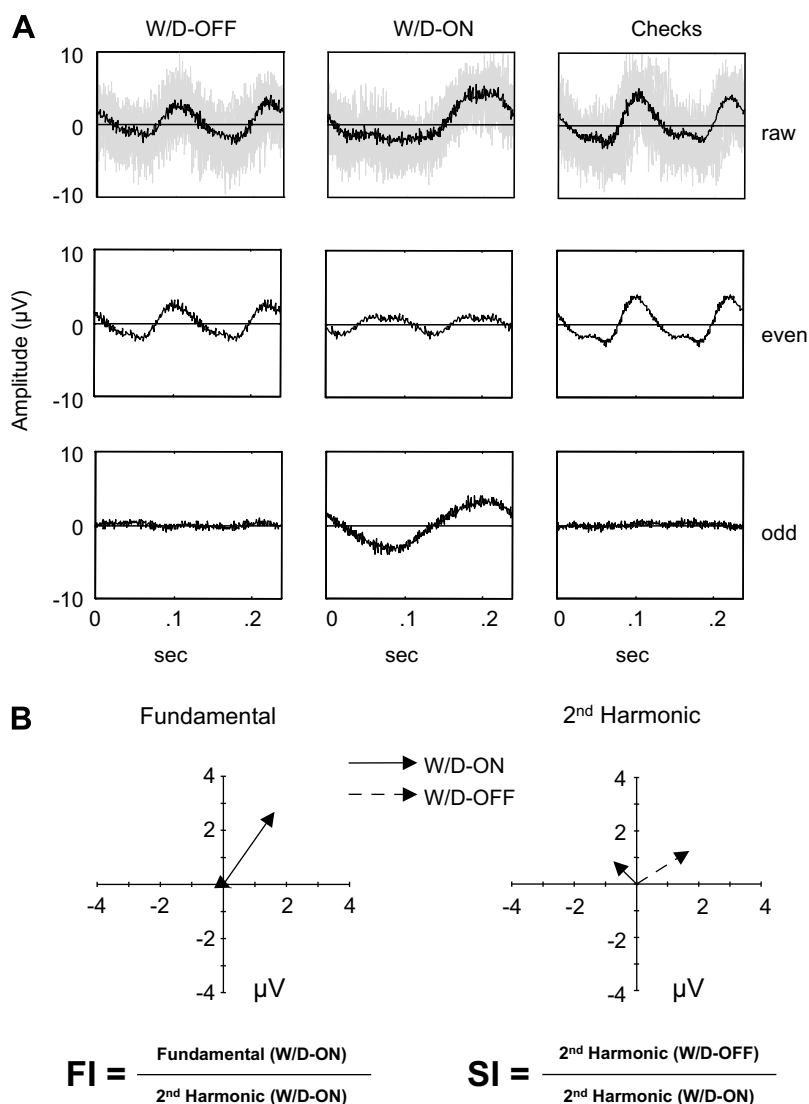 A
W/D-OFF W/D-ON Checks
10
0
-10
raw
10
0
-10
even
10
0
-10
odd
Amplitude (µV)
0 .1 .2 0 .1 .2 0 .1 .2
sec sec sec
B
Fundamental 2nd Harmonic
W/D-ON
W/D-OFF
4
2
-4 -2 2 4
-2
-4
µV
4
2
-4 -2 2 4
-2
-4
µV
FI = Fundamental (W/D-ON)
2nd Harmonic (W/D-ON)
SI = 2nd Harmonic (W/D-OFF)
2nd Harmonic (W/D-ON)